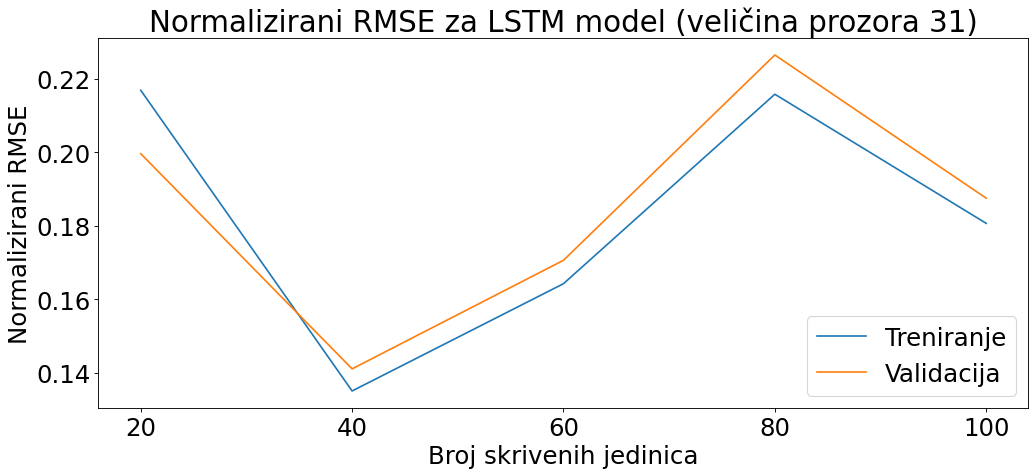 Normalizirani RMSE za LSTM model (veličina prozora 31)
Normalizirani RMSE
0.22
0.20
0.18
0.16
0.14
20 40 60 80 100
Broj skrivenih jedinica
Treniranje
Validacija